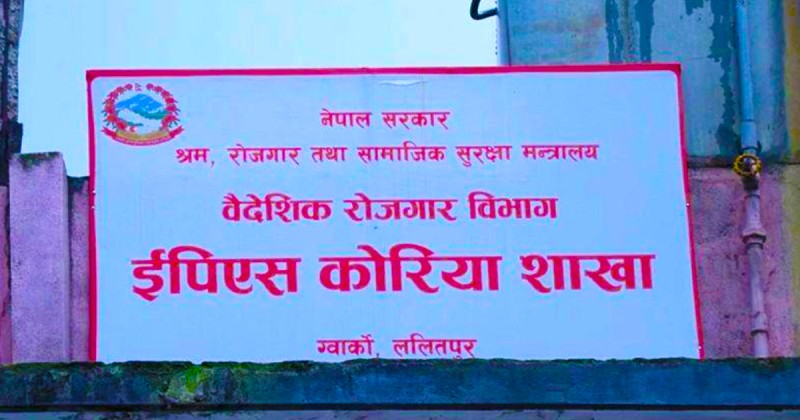 नेपाल सरकार
श्रम, रोजगार तथा सामाजिक सुरक्षा मन्त्रालय
वैदेशिक रोजगार विभाग
ईपिएस कोरिया शाखा
ग्वार्को, ललितपुर